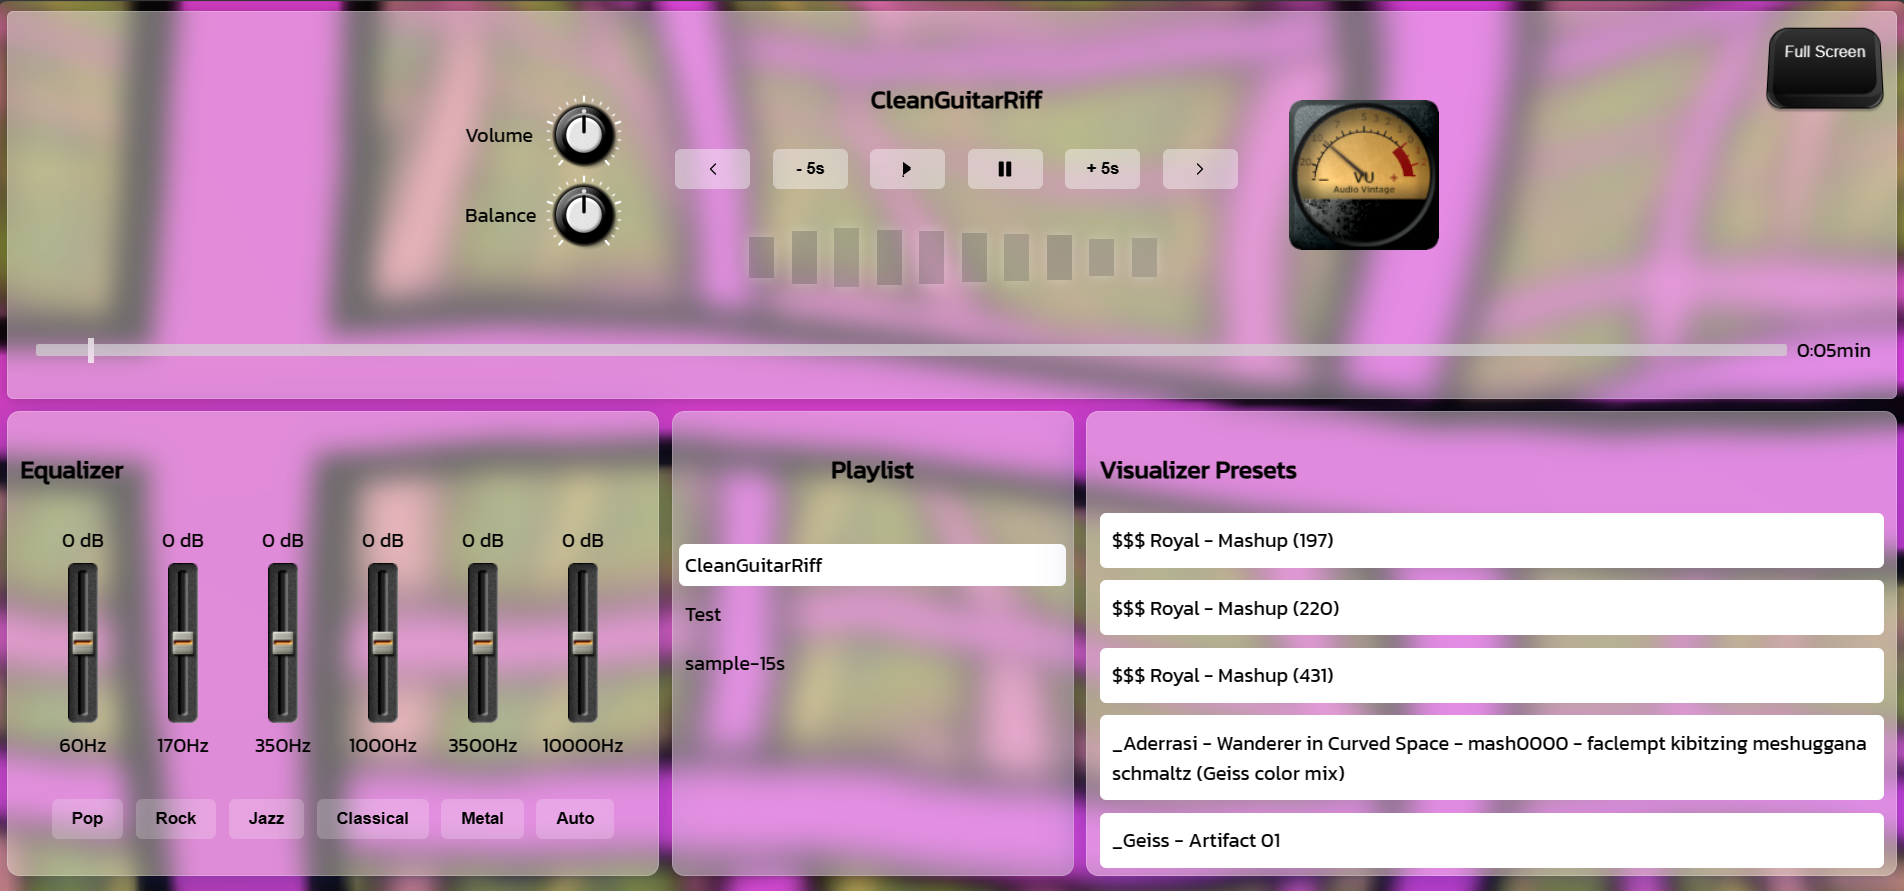 Full Screen
CleanGuitarRiff
Volume
- 5s
+ 5s
Balance
VU
Audio Vintage
0:05min
Equalizer
0 dB 0 dB 0 dB 0 dB 0 dB 0 dB
60Hz 170Hz 350Hz 1000Hz 3500Hz 10000Hz
Pop Rock Jazz Classical Metal Auto
Playlist
CleanGuitarRiff
Test
sample-15s
Visualizer Presets
$$$ Royal - Mashup (197)
$$$ Royal - Mashup (220)
$$$ Royal - Mashup (431)
_Aderrasi - Wanderer in Curved Space - mash0000 - faclempt kibitzing meshuggana
schmaltz (Geiss color mix)
_Geiss - Artifact 01